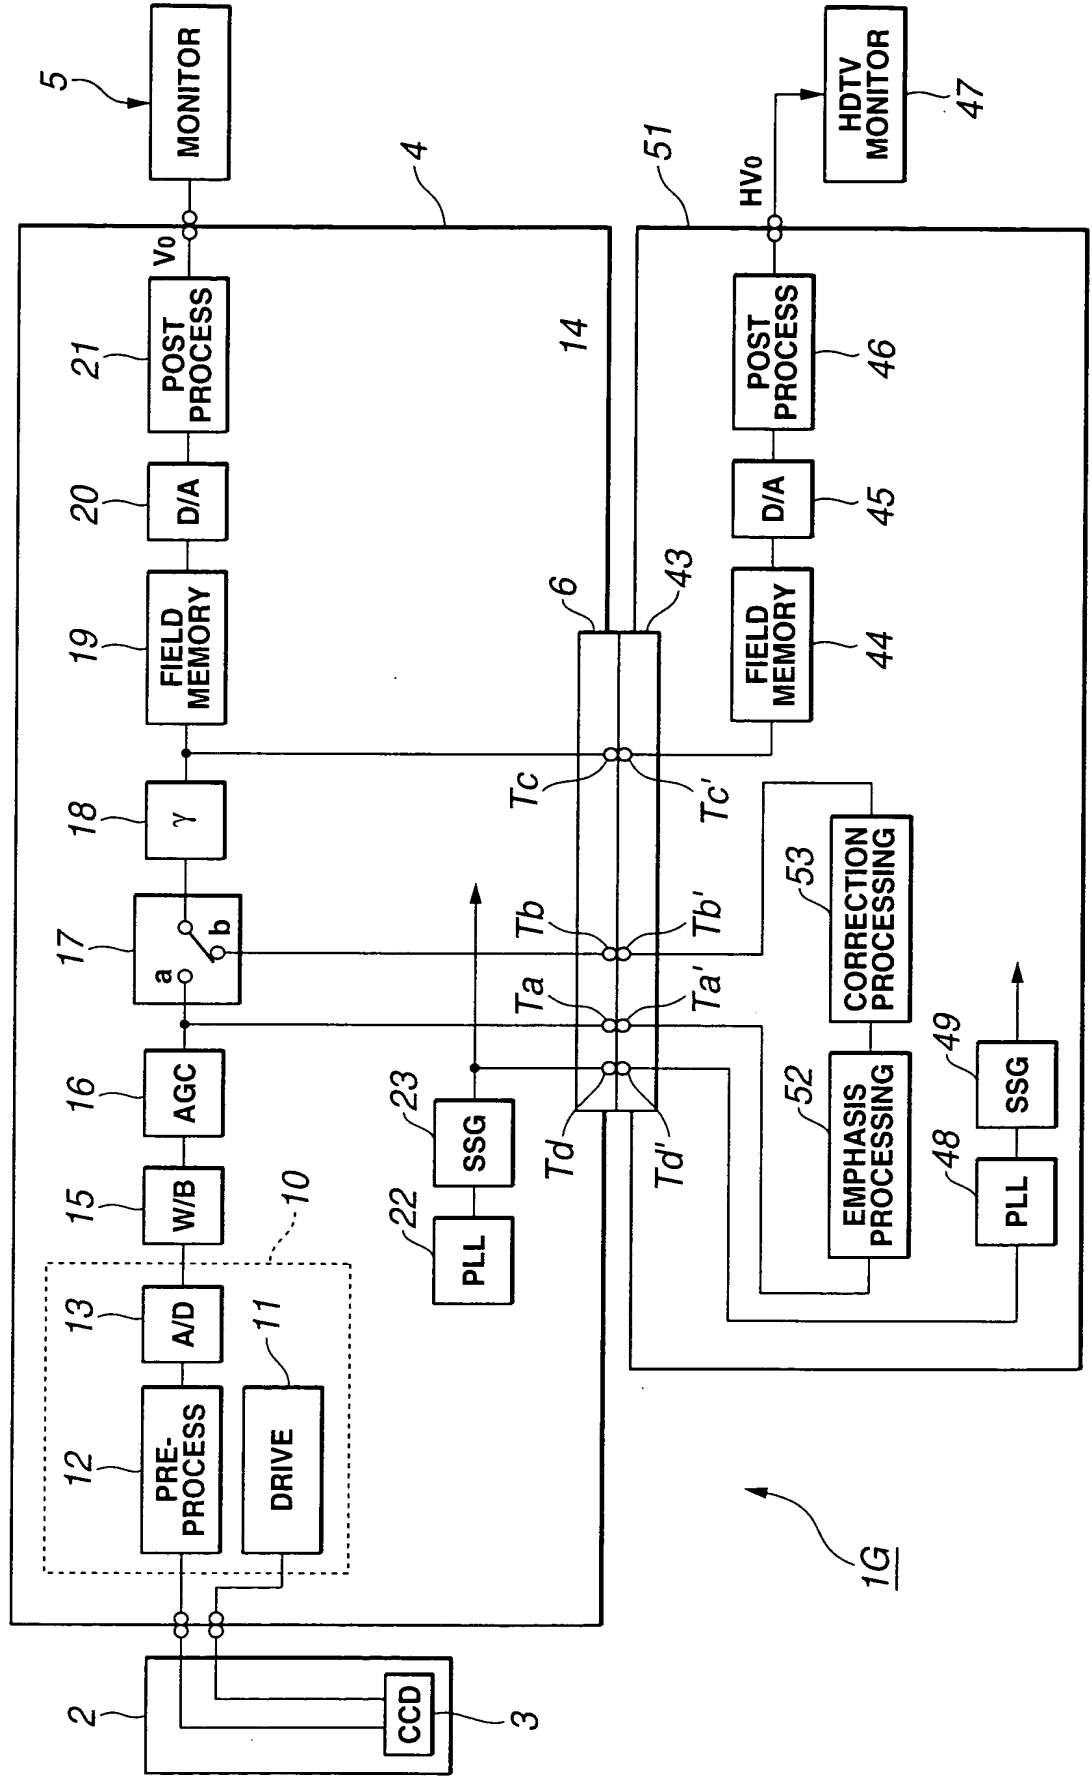 2
CCD
3
12
PRE-
PROCESS
13
A/D
DRIVE
11
10
15
W/B
16
AGC
17
a
b
18
γ
19
FIELD
MEMORY
20
D/A
21
POST
PROCESS
V0
MONITOR
5
4
22
PLL
23
SSG
14
6
43
Td
Ta
Tb
Tc
Td'
Ta'
Tb'
Tc'
51
52
EMPHASIS
PROCESSING
53
CORRECTION
PROCESSING
48
PLL
49
SSG
FIELD
MEMORY
44
D/A
45
POST
PROCESS
46
HV0
HDTV
MONITOR
47
1G